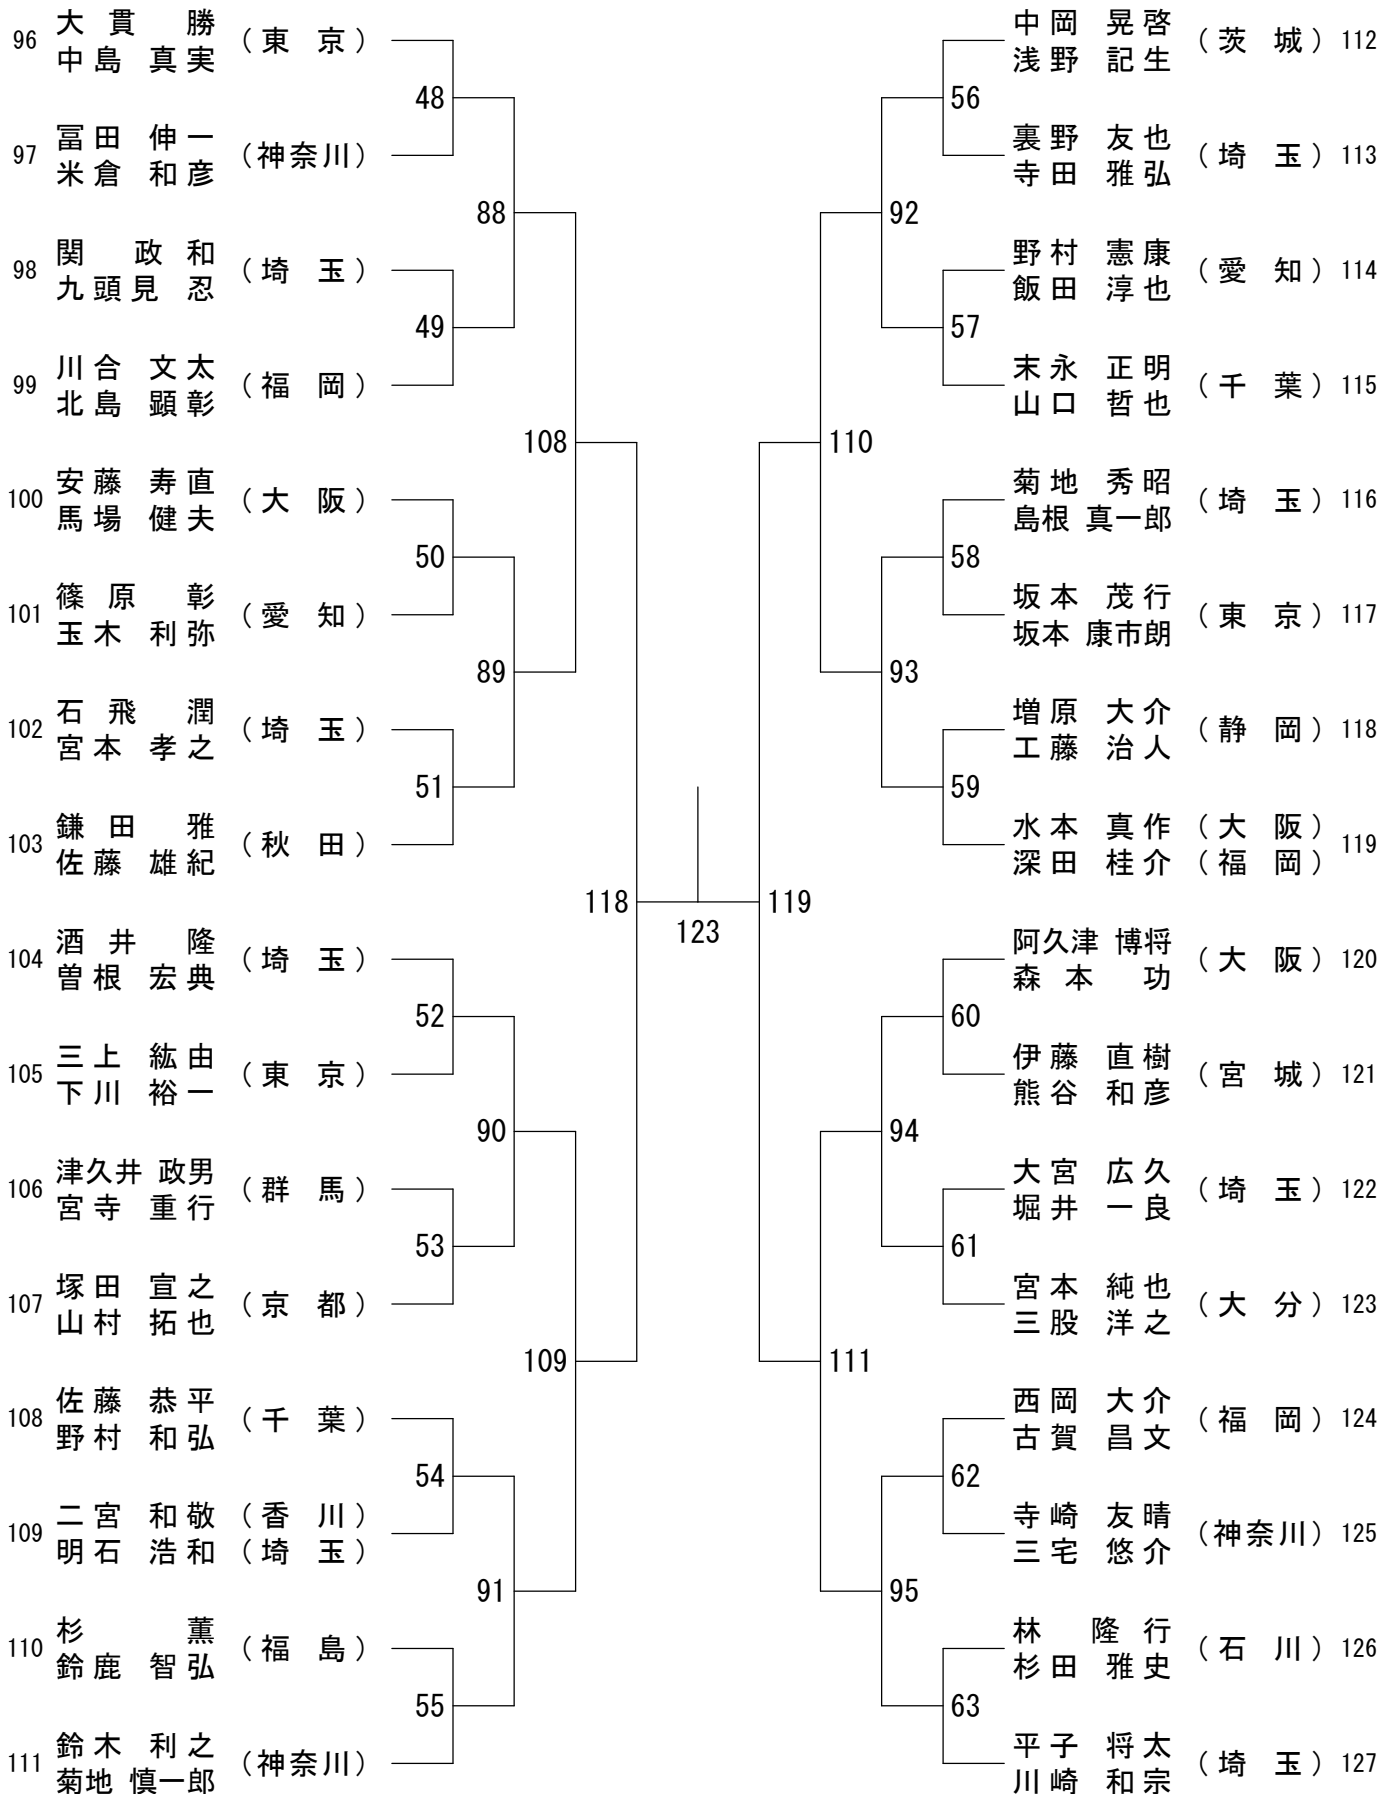 96 大貫 勝 (東京)
中島 真実
48
97 冨田 伸一 (神奈川)
米倉 和彦
88
98 関 政和 (埼玉)
九頭見 忍
49
99 川合 文太 (福岡)
北島 顕彰
108
100 安藤 寿直 (大阪)
馬場 健夫
50
101 篠原 彰 (愛知)
玉木 利弥
89
102 石飛 潤 (埼玉)
宮本 孝之
51
103 鎌田 雅 (秋田)
佐藤 雄紀
118
104 酒井 隆 (埼玉)
曽根 宏典
52
105 三上 紘由 (東京)
下川 裕一
90
106 津久井 政男 (群馬)
宮寺 重行
53
107 塚田 宣之 (京都)
山村 拓也
109
108 佐藤 恭平 (千葉)
野村 和弘
54
109 二宮 和敬 (香川)
明石 浩和 (埼玉)
91
110 杉 薫 (福島)
鈴鹿 智弘
55
111 鈴木 利之 (神奈川)
菊地 慎一郎
123
中岡 晃啓 (茨城) 112
浅野 記生
56
裏野 友也 (埼玉) 113
寺田 雅弘
92
野村 憲康 (愛知) 114
飯田 淳也
57
末永 正明 (千葉) 115
山口 哲也
110
菊地 秀昭 (埼玉) 116
島根 真一郎
58
坂本 茂行 (東京) 117
坂本 康市朗
93
増原 大介 (静岡) 118
工藤 治人
59
水本 真作 (大阪) 119
深田 桂介 (福岡)
119
阿久津 博将 (大阪) 120
森本 功
60
伊藤 直樹 (宮城) 121
熊谷 和彦
94
大宮 広久 (埼玉) 122
堀井 一良
61
宮本 純也 (大分) 123
三股 洋之
111
西岡 大介 (福岡) 124
古賀 昌文
62
寺崎 友晴 (神奈川) 125
三宅 悠介
95
林 隆行 (石川) 126
杉田 雅史
63
平子 将太 (埼玉) 127
川崎 和宗